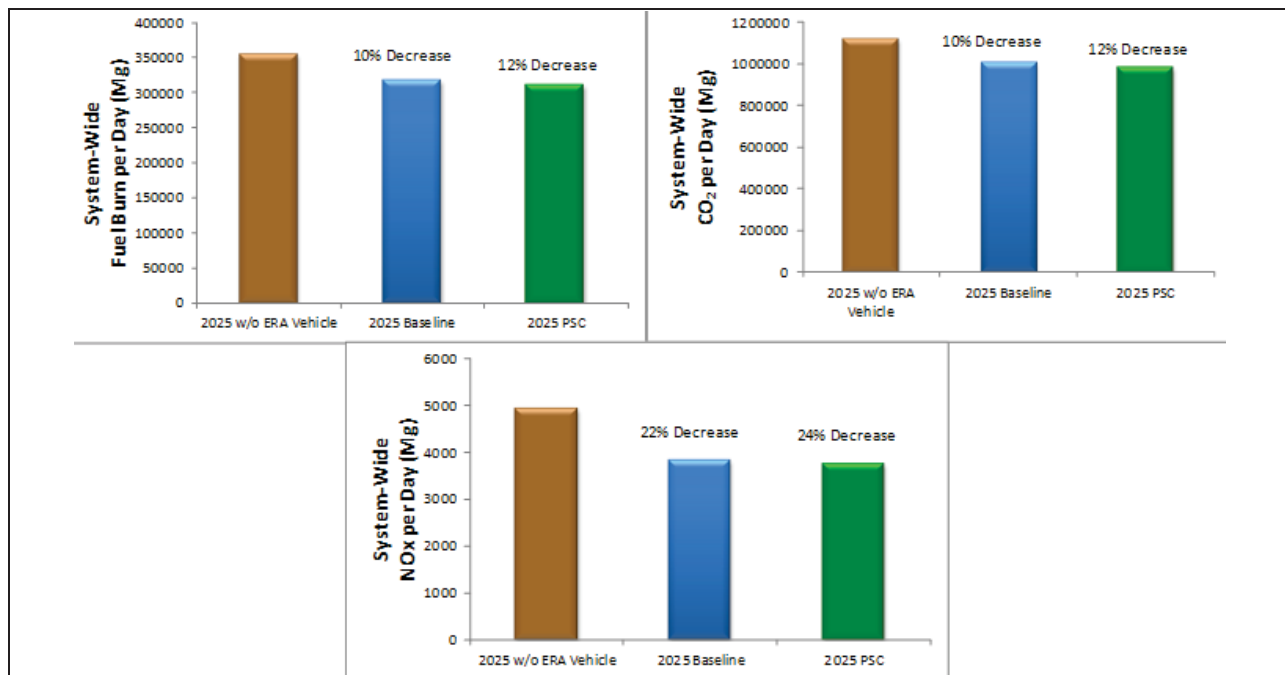 System-Wide
Fuel Burn per Day (Mg)
400000
350000
300000
250000
200000
150000
100000
50000
0
10% Decrease
12% Decrease
2025 w/o ERA Vehicle
2025 Baseline
2025 PSC
System-Wide
CO₂ per Day (Mg)
1200000
1000000
800000
600000
400000
200000
0
10% Decrease
12% Decrease
2025 w/o ERA
Vehicle
2025 Baseline
2025 PSC
System-Wide
NOx per Day (Mg)
6000
5000
4000
3000
2000
1000
0
22% Decrease
24% Decrease
2025 w/o ERA Vehicle
2025 Baseline
2025 PSC